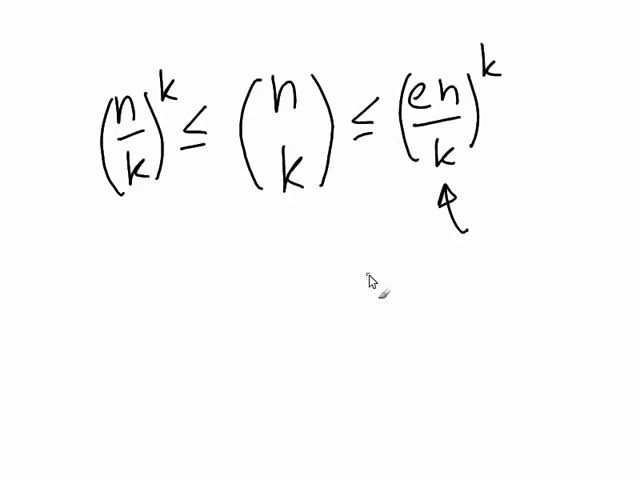 (n/k)^k ≤ (n k) ≤ (en/k)^k